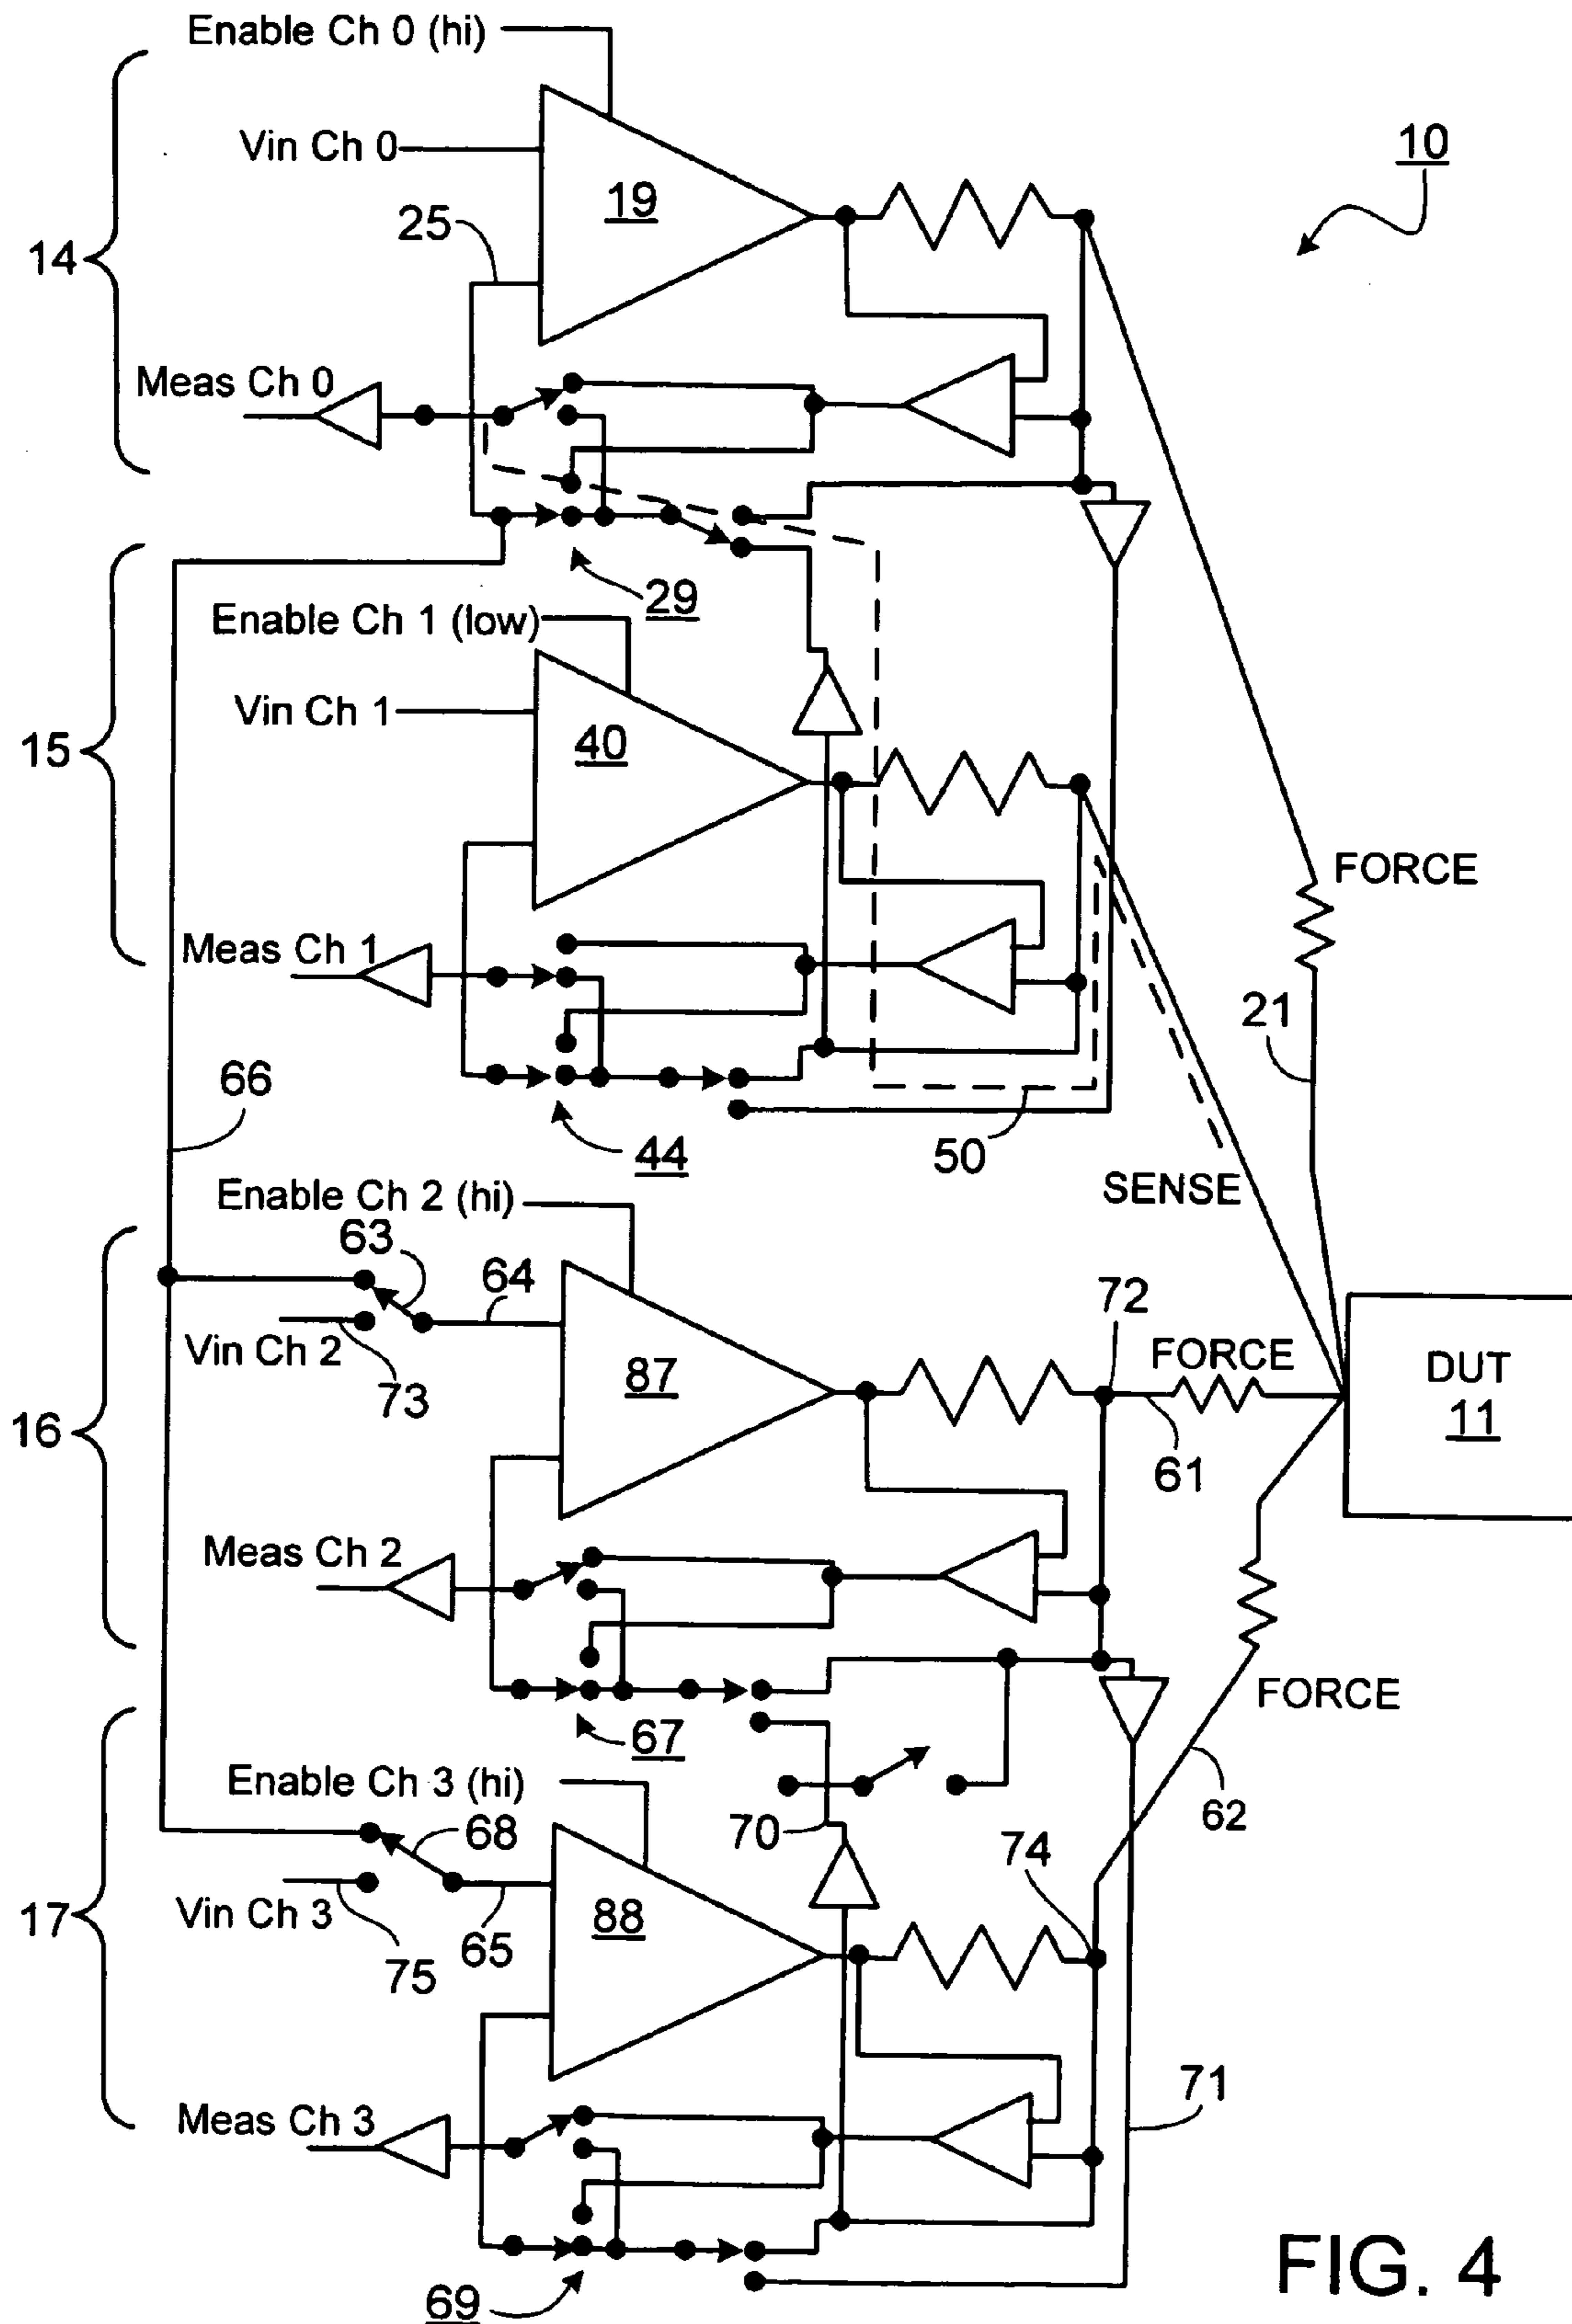 Enable Ch 0 (hi)
10
Vin Ch 0
19
25
14
Meas Ch 0
29
15
Enable Ch 1 (low)
Vin Ch 1
40
FORCE
Meas Ch 1
21
66
44
50
SENSE
Enable Ch 2 (hi)
63
64
72
Vin Ch 2
73
87
FORCE
DUT
11
16
61
Meas Ch 2
FORCE
67
Enable Ch 3 (hi)
68
70
62
74
17
Vin Ch 3
88
65
75
71
Meas Ch 3
69
FIG. 4